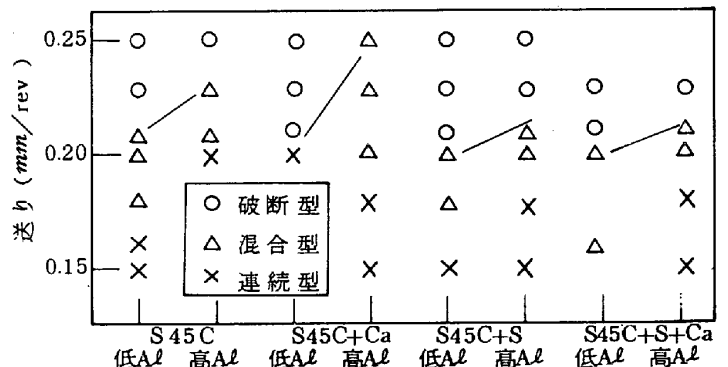 0.25
0.20
0.15
送り (mm/rev)
○ 破断型
△ 混合型
× 連続型
S45C S45C+Ca S45C+S S45C+S+Ca
低Aℓ 高Aℓ 低Aℓ 高Aℓ 低Aℓ 高Aℓ 低Aℓ 高Aℓ